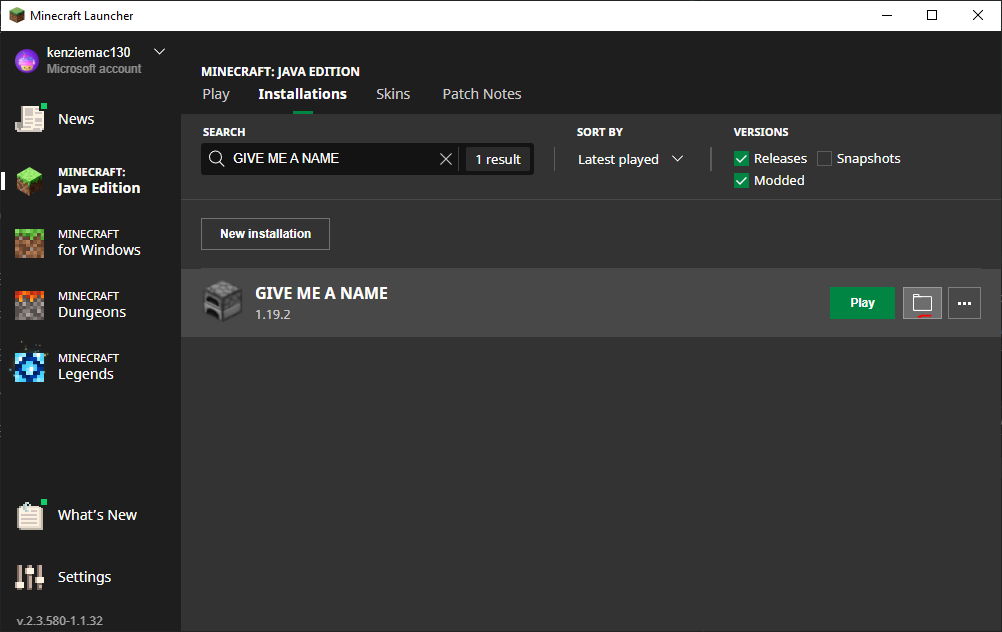 Minecraft Launcher
kenziemac130
Microsoft account
News
MINECRAFT:
Java Edition
MINECRAFT
for Windows
MINECRAFT
Dungeons
MINECRAFT
Legends
What's New
Settings
v.2.3.580-1.1.32
MINECRAFT: JAVA EDITION
Play Installations Skins Patch Notes
SEARCH SORT BY VERSIONS
GIVE ME A NAME 1 result Latest played Releases Snapshots
Modded
New installation
GIVE ME A NAME
1.19.2
Play